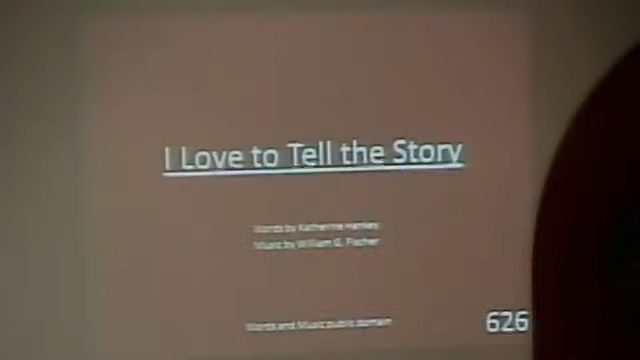 I Love to Tell the Story
Words by Katherine Hankey
Music by William G. Fischer
Words and Music public domain
626